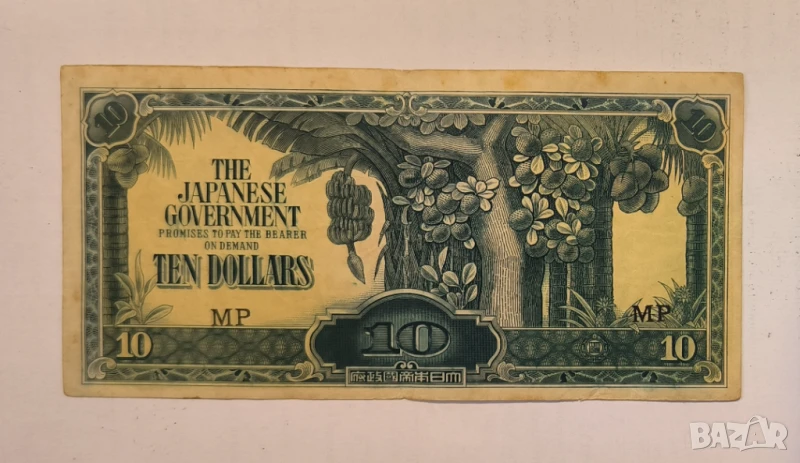 10
10
THE
JAPANESE
GOVERNMENT
PROMISES TO PAY THE BEARER
ON DEMAND
TEN DOLLARS
MP
MP
10
10
10
府政國帝本日大
BAZAR